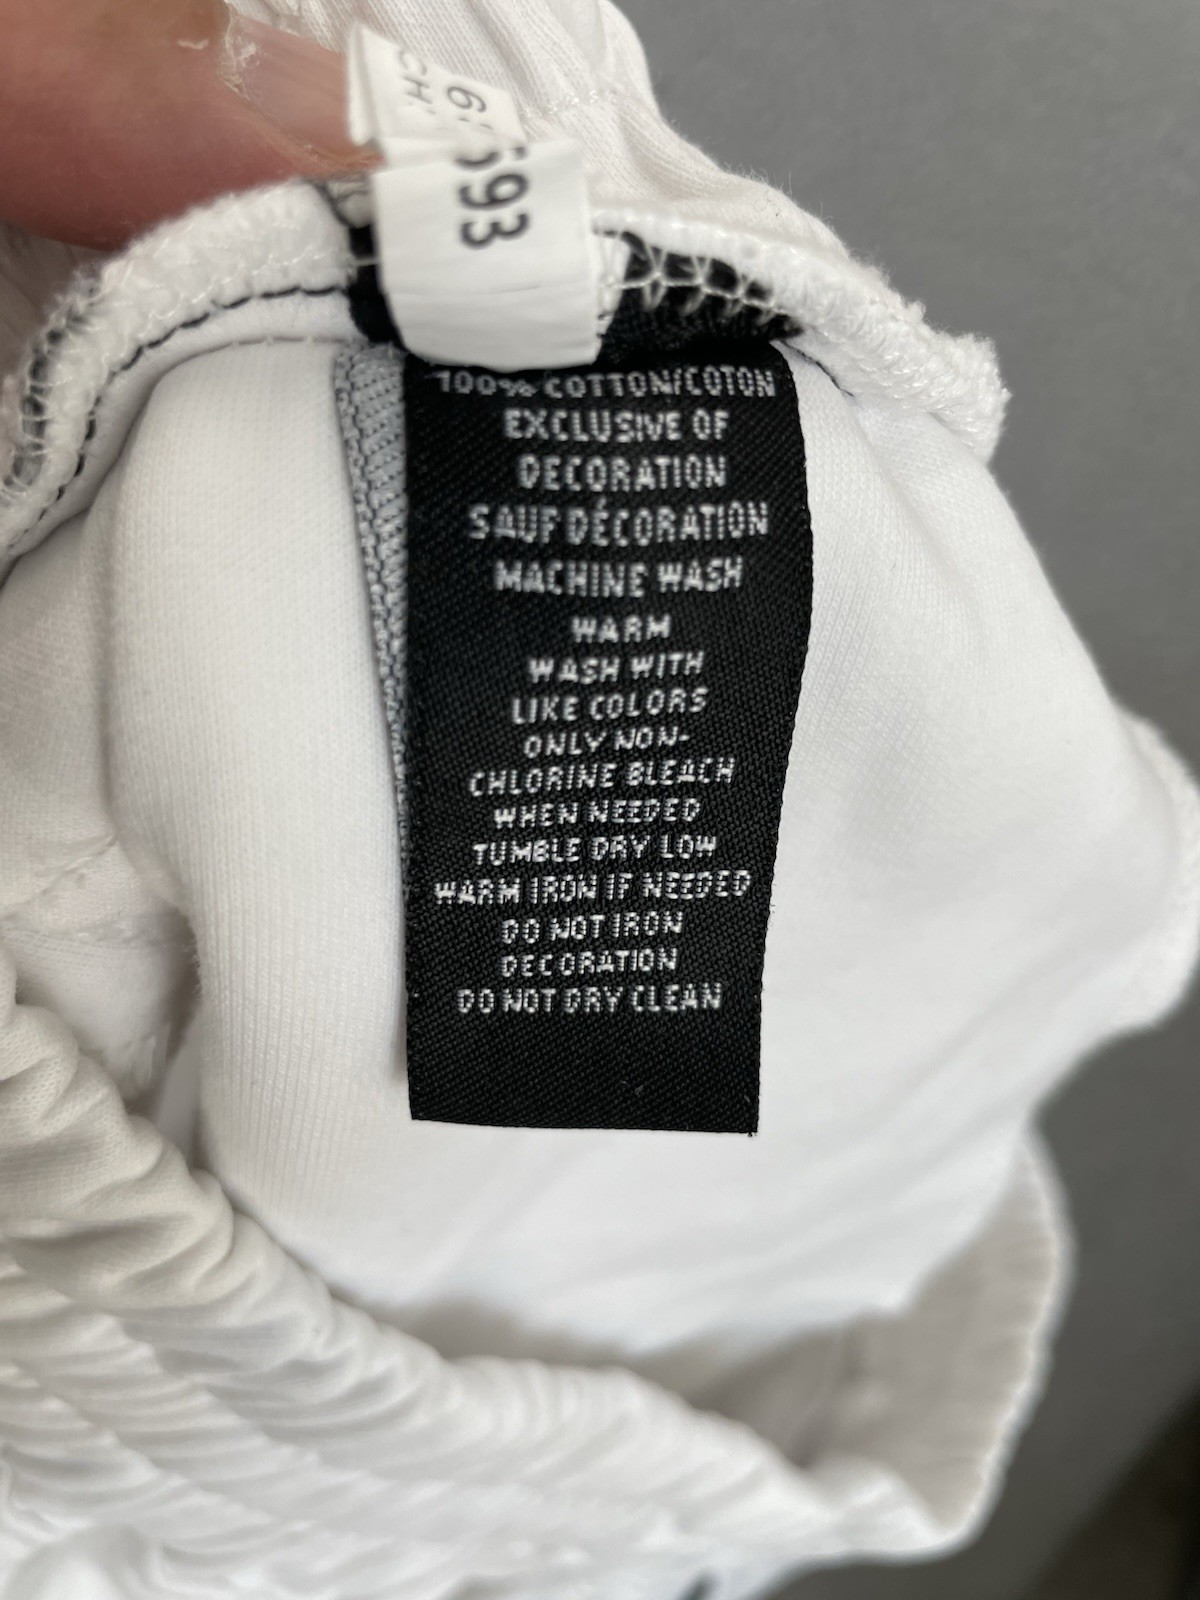 593
100% COTTON/COTON
EXCLUSIVE OF
DECORATION
SAUF DÉCORATION
MACHINE WASH
WARM
WASH WITH
LIKE COLORS
ONLY NON-
CHLORINE BLEACH
WHEN NEEDED
TUMBLE DRY LOW
WARM IRON IF NEEDED
DO NOT IRON
DECORATION
DO NOT DRY CLEAN